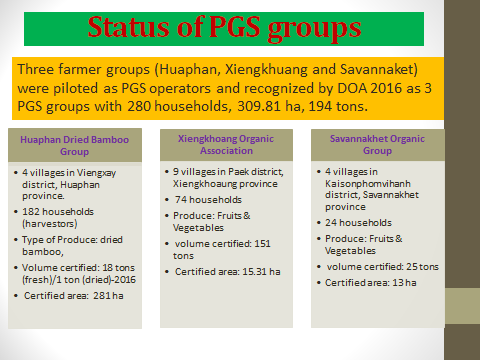 Status of PGS groups
Three farmer groups (Huaphan, Xiengkhuang and Savannaket)
were piloted as PGS operators and recognized by DOA 2016 as 3
PGS groups with 280 households, 309.81 ha, 194 tons.
Huaphan Dried Bamboo
Group
• 4 villages in Viengxay
district, Huaphan
province.
• 182 households
(harvestors)
• Type of Produce: dried
bamboo,
• Volume certified: 18 tons
(fresh)/1 ton (dried)-2016
• Certified area: 281 ha
Xiengkhoang Organic
Association
• 9 villages in Paek district,
Xiengkhoaung province
• 74 households
• Produce: Fruits &
Vegetables
• volume certified: 151
tons
• Certified area: 15.31 ha
Savannakhet Organic
Group
• 4 villages in
Kaisonphomvihanh
district, Savannakhet
province
• 24 households
• Produce: Fruits &
Vegetables
• volume certified: 25 tons
• Certified area: 13 ha